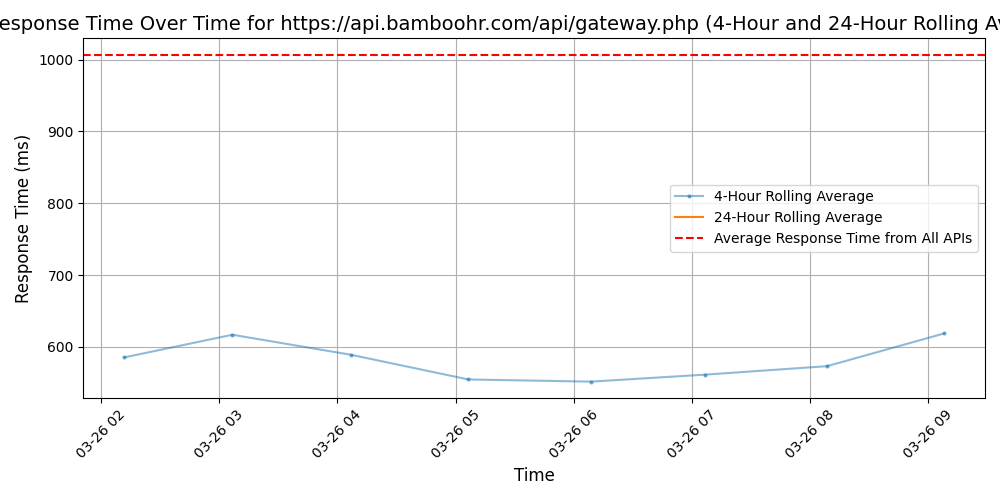 esponse Time Over Time for https://api.bamboohr.com/api/gateway.php (4-Hour and 24-Hour Rolling Av
1000
900
800
700
600
Response Time (ms)
4-Hour Rolling Average
24-Hour Rolling Average
Average Response Time from All APIs
03-26 02
03-26 03
03-26 04
03-26 05
03-26 06
03-26 07
03-26 08
03-26 09
Time